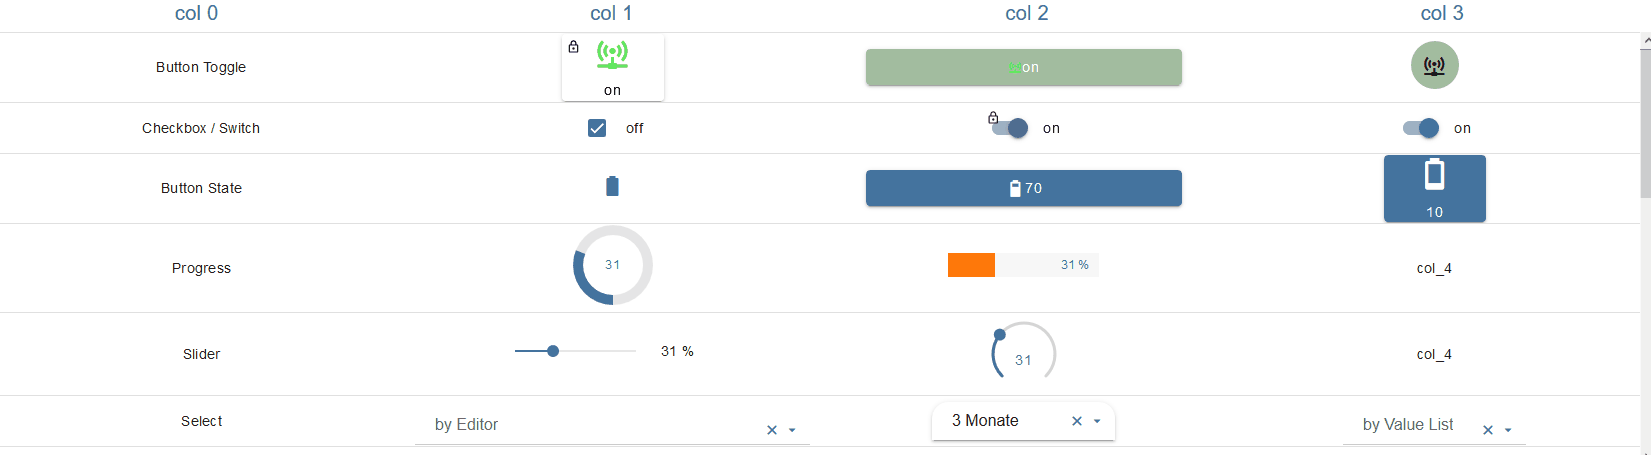 col 0 col 1 col 2 col 3
Button Toggle on on
Checkbox / Switch off on on
Button State 70 10
Progress 31 31 % col_4
Slider 31 % 31 col_4
Select by Editor 3 Monate by Value List